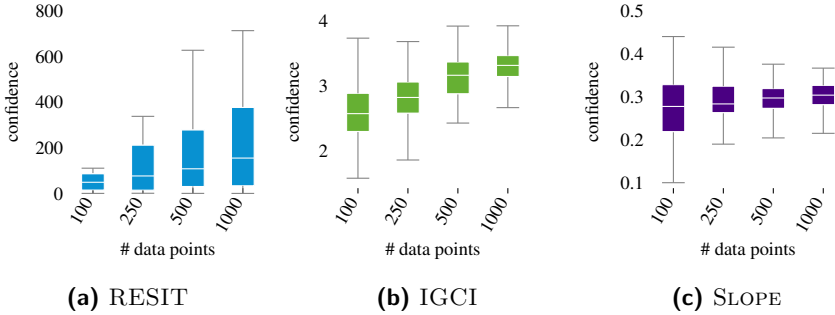 800
600
400
200
0
confidence
100
250
500
1000
# data points
(a) RESIT
4
3
2
confidence
100
250
500
1000
# data points
(b) IGCI
0.5
0.4
0.3
0.2
0.1
confidence
100
250
500
1000
# data points
(c) SLOPE